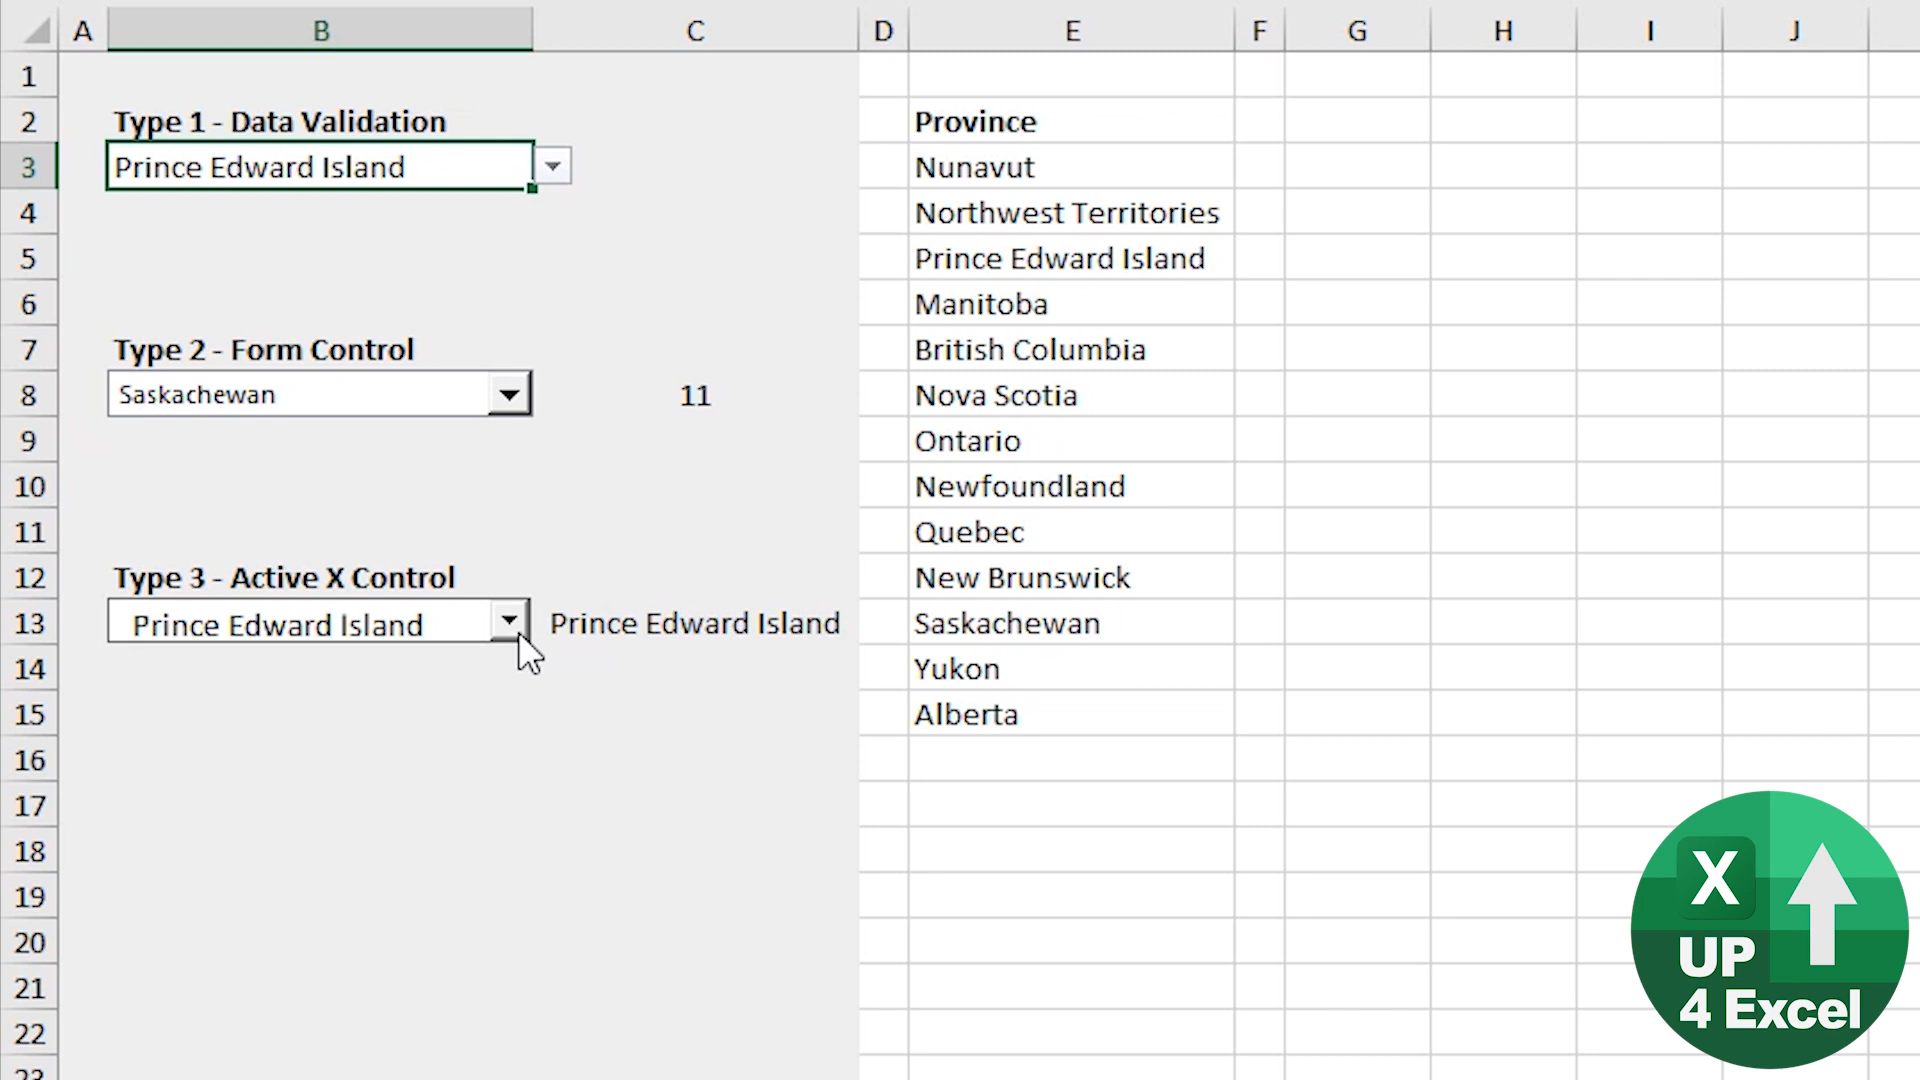 A B C D E F G H I J
1
2 Type 1 - Data Validation Province
3 Prince Edward Island Nunavut
4 Northwest Territories
5 Prince Edward Island
6 Manitoba
7 Type 2 - Form Control British Columbia
8 Saskachewan 11 Nova Scotia
9 Ontario
10 Newfoundland
11 Quebec
12 Type 3 - Active X Control New Brunswick
13 Prince Edward Island Prince Edward Island Saskachewan
14 Yukon
15 Alberta
16
17
18
19
20
21
22
23
X
UP
4 Excel